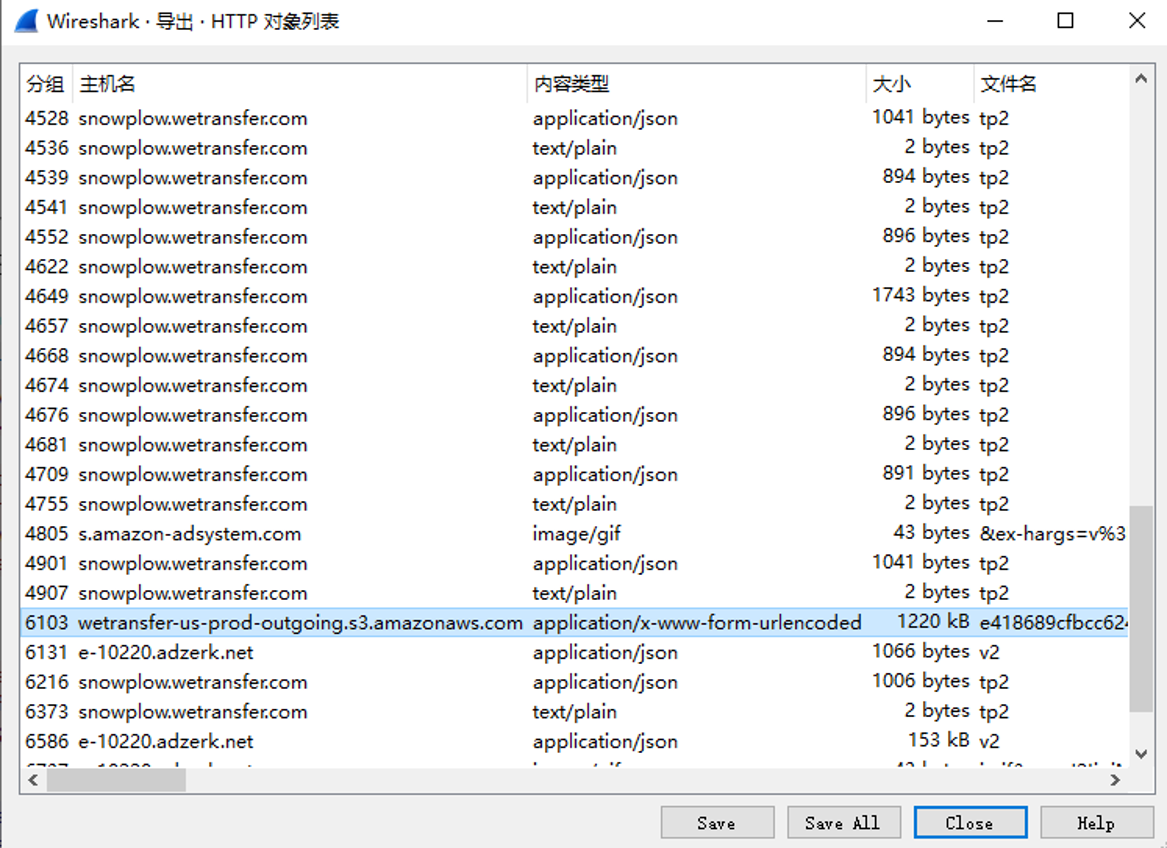 Wireshark · 导出 · HTTP 对象列表
分组 主机名 内容类型 大小 文件名
4528 snowplow.wetransfer.com application/json 1041 bytes tp2
4536 snowplow.wetransfer.com text/plain 2 bytes tp2
4539 snowplow.wetransfer.com application/json 894 bytes tp2
4541 snowplow.wetransfer.com text/plain 2 bytes tp2
4552 snowplow.wetransfer.com application/json 896 bytes tp2
4622 snowplow.wetransfer.com text/plain 2 bytes tp2
4649 snowplow.wetransfer.com application/json 1743 bytes tp2
4657 snowplow.wetransfer.com text/plain 2 bytes tp2
4668 snowplow.wetransfer.com application/json 894 bytes tp2
4674 snowplow.wetransfer.com text/plain 2 bytes tp2
4676 snowplow.wetransfer.com application/json 896 bytes tp2
4681 snowplow.wetransfer.com text/plain 2 bytes tp2
4709 snowplow.wetransfer.com application/json 891 bytes tp2
4755 snowplow.wetransfer.com text/plain 2 bytes tp2
4805 s.amazon-adsystem.com image/gif 43 bytes &ex-hargs=v%3
4901 snowplow.wetransfer.com application/json 1041 bytes tp2
4907 snowplow.wetransfer.com text/plain 2 bytes tp2
6103 wetransfer-us-prod-outgoing.s3.amazonaws.com application/x-www-form-urlencoded 1220 kB e418689cfbcc624
6131 e-10220.adzerk.net application/json 1066 bytes v2
6216 snowplow.wetransfer.com application/json 1006 bytes tp2
6373 snowplow.wetransfer.com text/plain 2 bytes tp2
6586 e-10220.adzerk.net application/json 153 kB v2
Save Save All Close Help